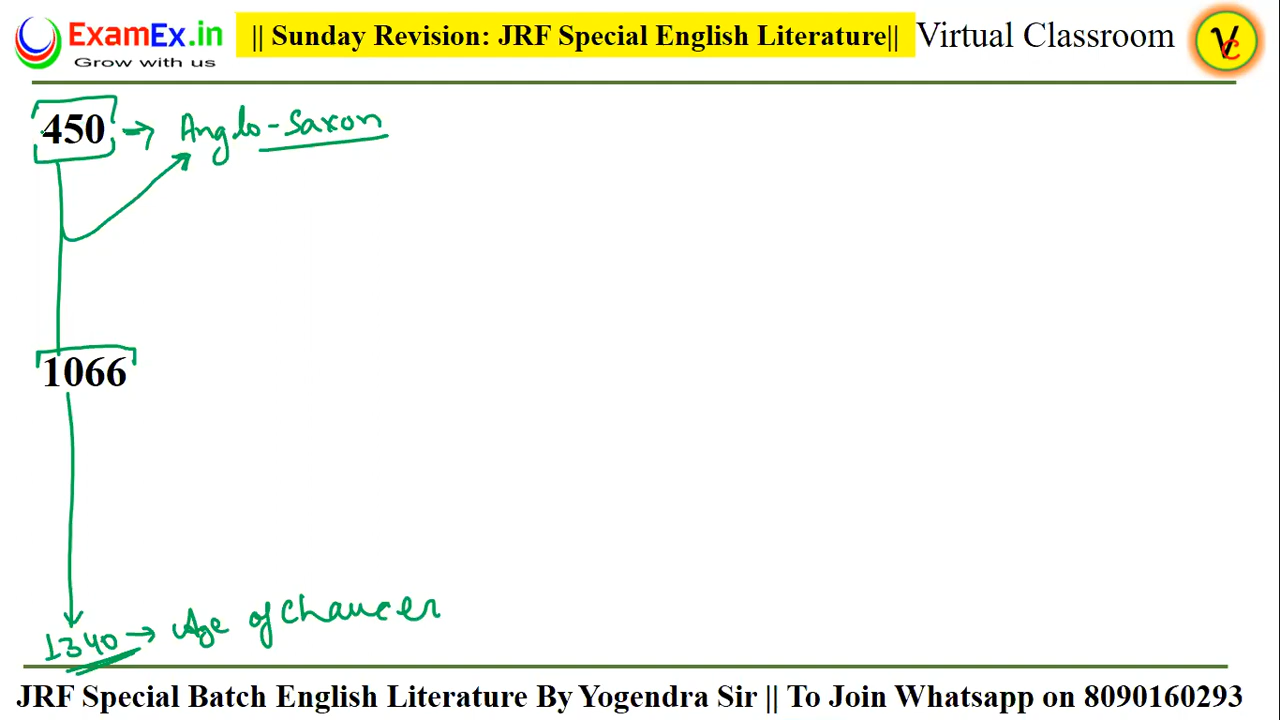 ExamEx.in
Grow with us
|| Sunday Revision: JRF Special English Literature||
Virtual Classroom
VC
450 → Anglo-Saxon
1066
1340 → Age of Chaucer
JRF Special Batch English Literature By Yogendra Sir || To Join Whatsapp on 8090160293